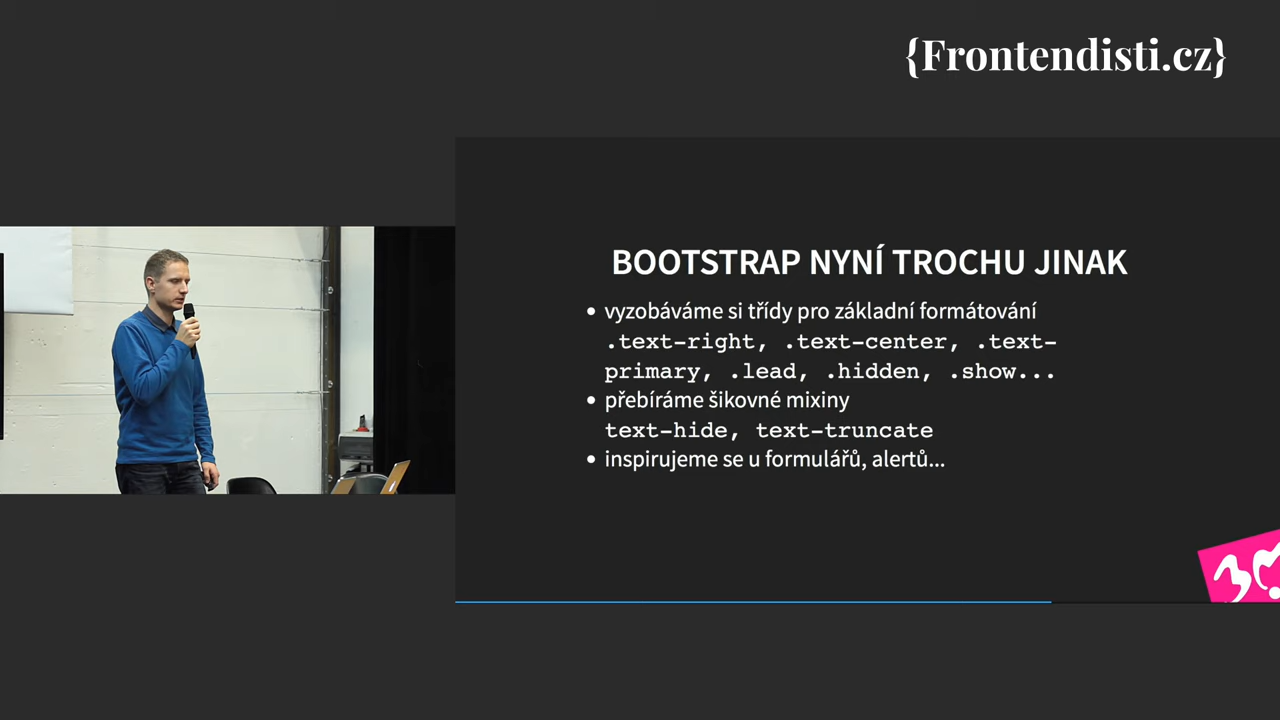 {Frontendisti.cz}
BOOTSTRAP NYNÍ TROCHU JINAK
• vyzobáváme si třídy pro základní formátování
.text-right, .text-center, .text-
primary, .lead, .hidden, .show...
• přebíráme šikovné mixiny
text-hide, text-truncate
• inspirujeme se u formulářů, alertů...